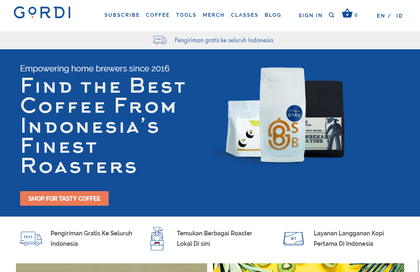 GORDI
SUBSCRIBE COFFEE TOOLS MERCH CLASSES BLOG
SIGN IN
0
EN / ID
Pengiriman gratis ke seluruh Indonesia
Empowering home brewers since 2016
FIND THE BEST
COFFEE FROM
INDONESIA'S
FINEST
ROASTERS
SHOP FOR TASTY COFFEE
GORDI
S
B
FREE
Pengiriman Gratis Ke Seluruh
Indonesia
Temukan Berbagai Roaster
Lokal Di sini
Layanan Langganan Kopi
Pertama Di Indonesia